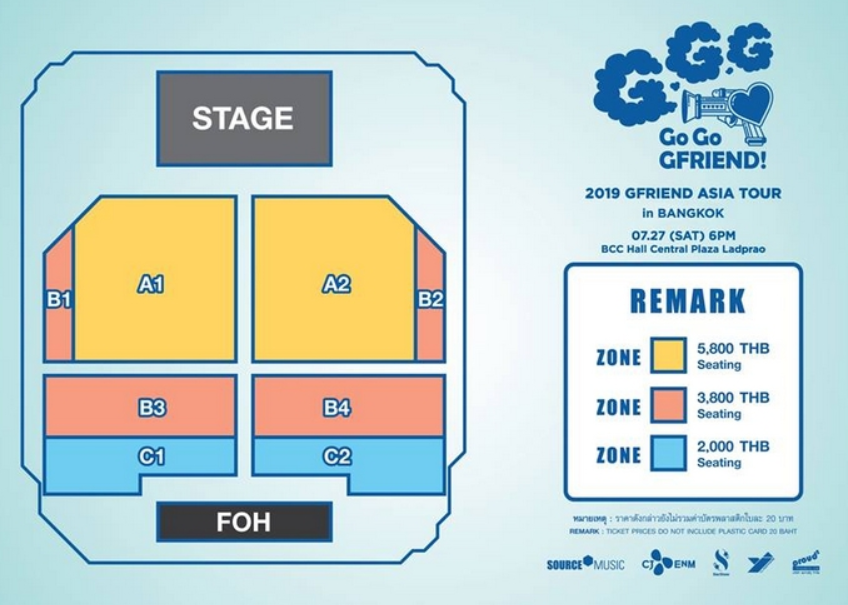 STAGE
A1
A2
B1
B2
B3
B4
C1
C2
FOH
G.G.G
Go Go
GFRIEND!
2019 GFRIEND ASIA TOUR
in BANGKOK
07.27 (SAT) 6PM
BCC Hall Central Plaza Ladprao
REMARK
ZONE 5,800 THB
Seating
ZONE 3,800 THB
Seating
ZONE 2,000 THB
Seating
หมายเหตุ : ราคาดังกล่าวยังไม่รวมค่าบัตรพลาสติกใบละ 20 บาท
REMARK : TICKET PRICES DO NOT INCLUDE PLASTIC CARD 20 BAHT
SOURCE MUSIC CJ ENM proud